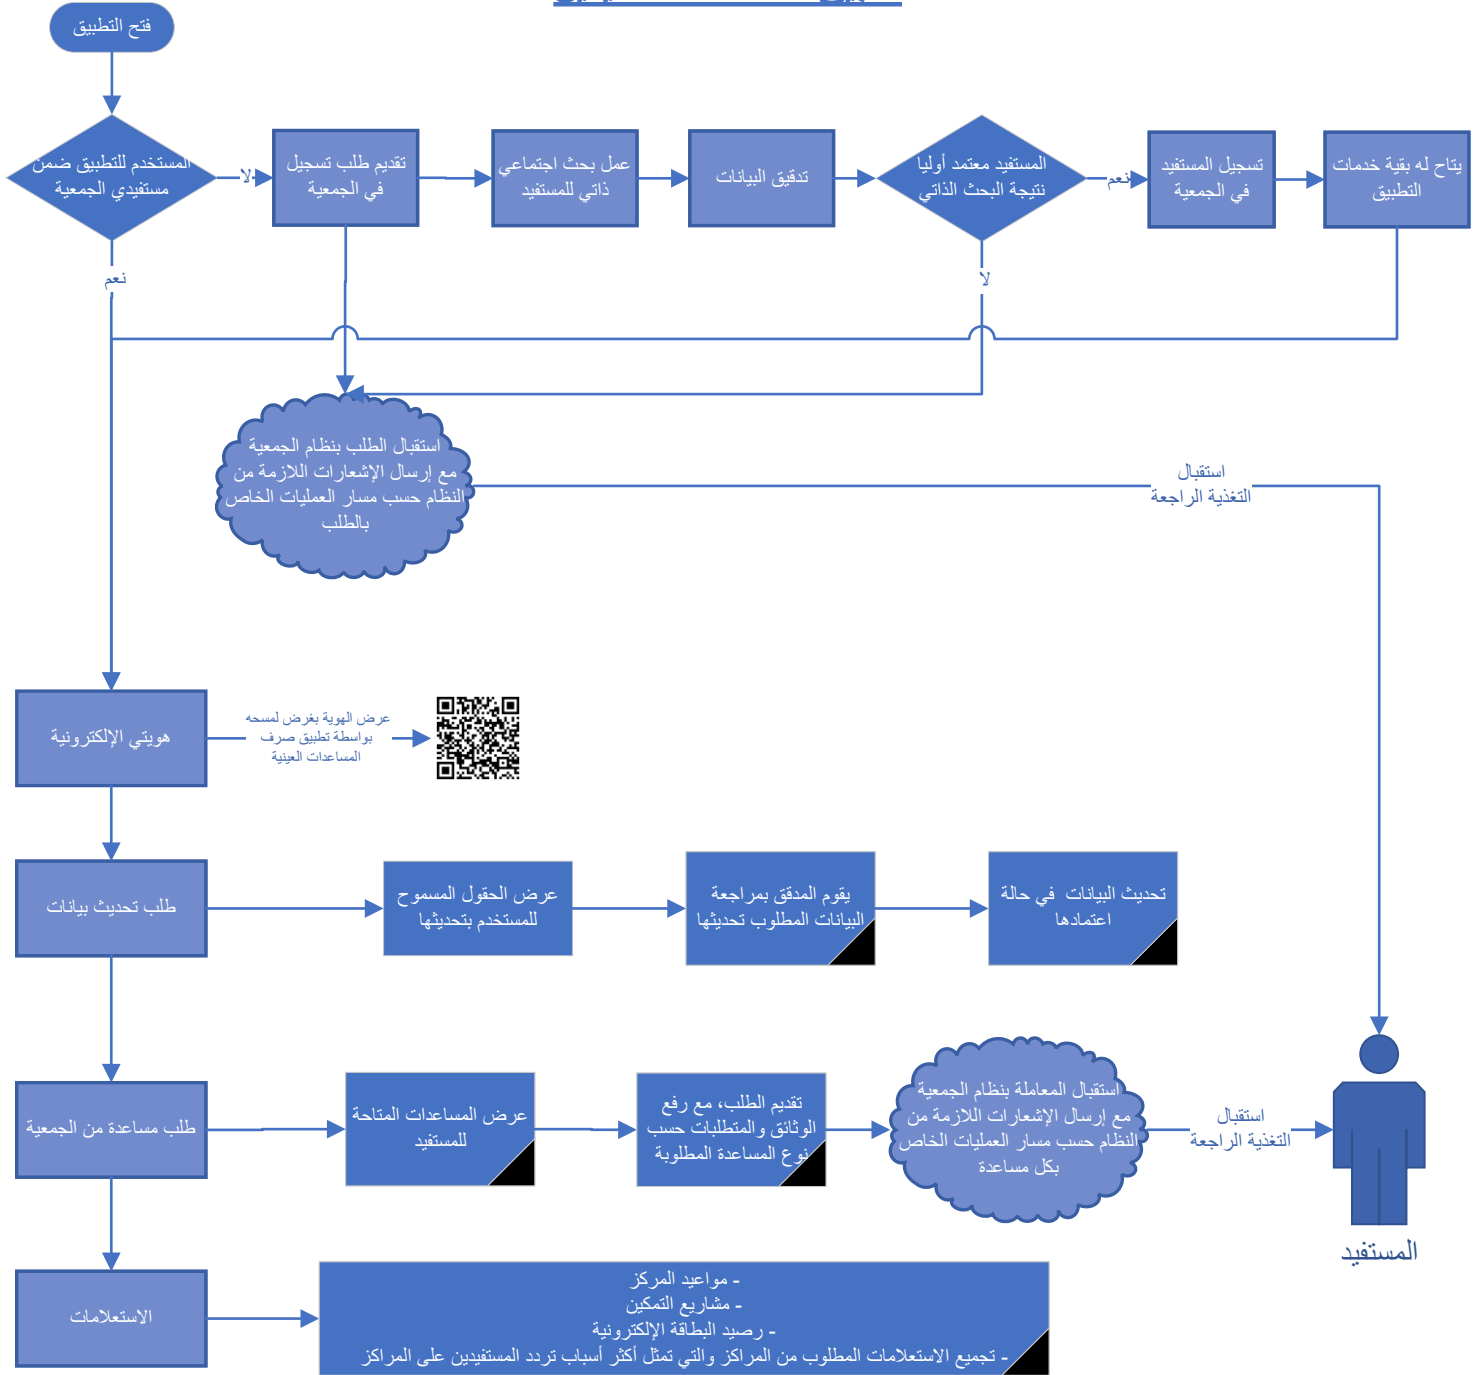 فتح التطبيق
المستخدم للتطبيق ضمن
مستفيدي الجمعية
لا
تقديم طلب تسجيل
في الجمعية
عمل بحث اجتماعي
ذاتي للمستفيد
تدقيق البيانات
المستفيد معتمد أوليا
نتيجة البحث الذاتي
نعم
تسجيل المستفيد
في الجمعية
يتاح له بقية خدمات
التطبيق
نعم
لا
استقبال الطلب بنظام الجمعية
مع إرسال الإشعارات اللازمة من
النظام حسب مسار العمليات الخاص
بالطلب
استقبال
التغذية الراجعة
هويتي الإلكترونية
عرض الهوية بغرض لمسحه
بواسطة تطبيق صرف
المساعدات العينية
طلب تحديث بيانات
عرض الحقول المسموح
للمستخدم بتحديثها
يقوم المدقق بمراجعة
البيانات المطلوب تحديثها
تحديث البيانات في حالة
اعتمادها
طلب مساعدة من الجمعية
عرض المساعدات المتاحة
للمستفيد
تقديم الطلب، مع رفع
الوثائق والمتطلبات حسب
نوع المساعدة المطلوبة
استقبال المعاملة بنظام الجمعية
مع إرسال الإشعارات اللازمة من
النظام حسب مسار العمليات الخاص
بكل مساعدة
استقبال
التغذية الراجعة
المستفيد
الاستعلامات
- مواعيد المركز
- مشاريع التمكين
- رصيد البطاقة الإلكترونية
- تجميع الاستعلامات المطلوب من المراكز والتي تمثل أكثر أسباب تردد المستفيدين على المراكز